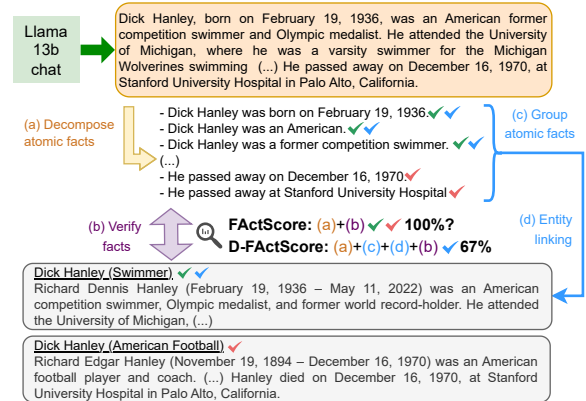 Llama
13b
chat
Dick Hanley, born on February 19, 1936, was an American former
competition swimmer and Olympic medalist. He attended the University
of Michigan, where he was a varsity swimmer for the Michigan
Wolverines swimming (...) He passed away on December 16, 1970, at
Stanford University Hospital in Palo Alto, California.
(a) Decompose
atomic facts
- Dick Hanley was born on February 19, 1936.
- Dick Hanley was an American.
- Dick Hanley was a former competition swimmer.
(...)
- He passed away on December 16, 1970.
- He passed away at Stanford University Hospital
(c) Group
atomic facts
(d) Entity
linking
(b) Verify
facts
FActScore: (a)+(b) 100%?
D-FActScore: (a)+(c)+(d)+(b) 67%
Dick Hanley (Swimmer)
Richard Dennis Hanley (February 19, 1936 – May 11, 2022) was an American
competition swimmer, Olympic medalist, and former world record-holder. He attended
the University of Michigan, (...)
Dick Hanley (American Football)
Richard Edgar Hanley (November 19, 1894 – December 16, 1970) was an American
football player and coach. (...) Hanley died on December 16, 1970, at Stanford
University Hospital in Palo Alto, California.